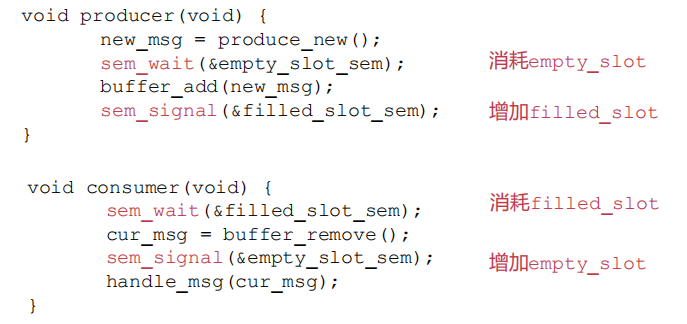 void producer(void) {
new_msg = produce_new();
sem_wait(&empty_slot_sem); 消耗empty_slot
buffer_add(new_msg);
sem_signal(&filled_slot_sem); 增加filled_slot
}
void consumer(void) {
sem_wait(&filled_slot_sem); 消耗filled_slot
cur_msg = buffer_remove();
sem_signal(&empty_slot_sem); 增加empty_slot
handle_msg(cur_msg);
}